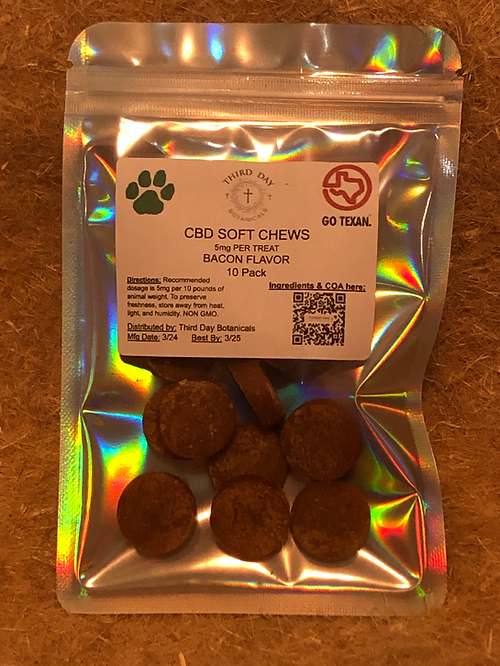 THIRD DAY
BOTANICALS
GO TEXAN.
CBD SOFT CHEWS
5mg PER TREAT
BACON FLAVOR
10 Pack
Directions: Recommended
dosage is 5mg per 10 pounds of
animal weight. To preserve
freshness, store away from heat,
light, and humidity. NON GMO.
Ingredients & COA here:
Distributed by: Third Day Botanicals
Mfg Date: 3/24 Best By: 3/25